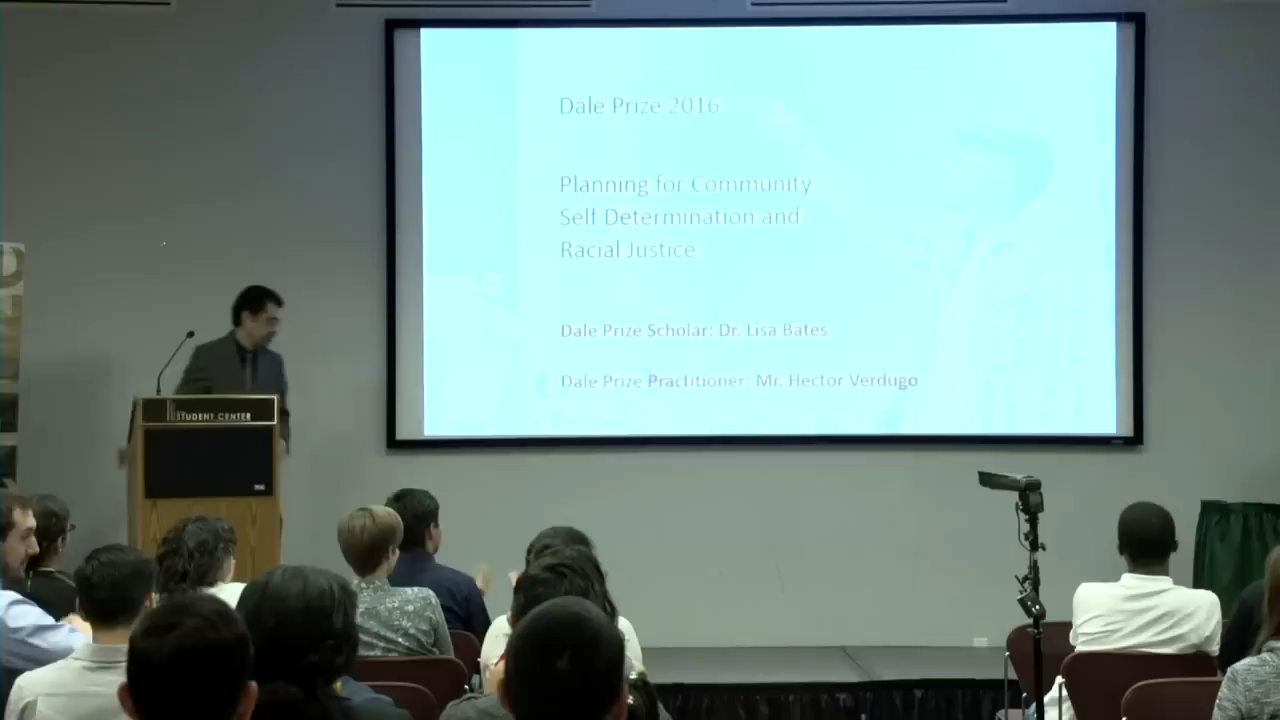 Dale Prize 2016
Planning for Community
Self Determination and
Racial Justice
Dale Prize Scholar: Dr. Lisa Bates
Dale Prize Practitioner: Mr. Hector Verdugo
STUDENT CENTER